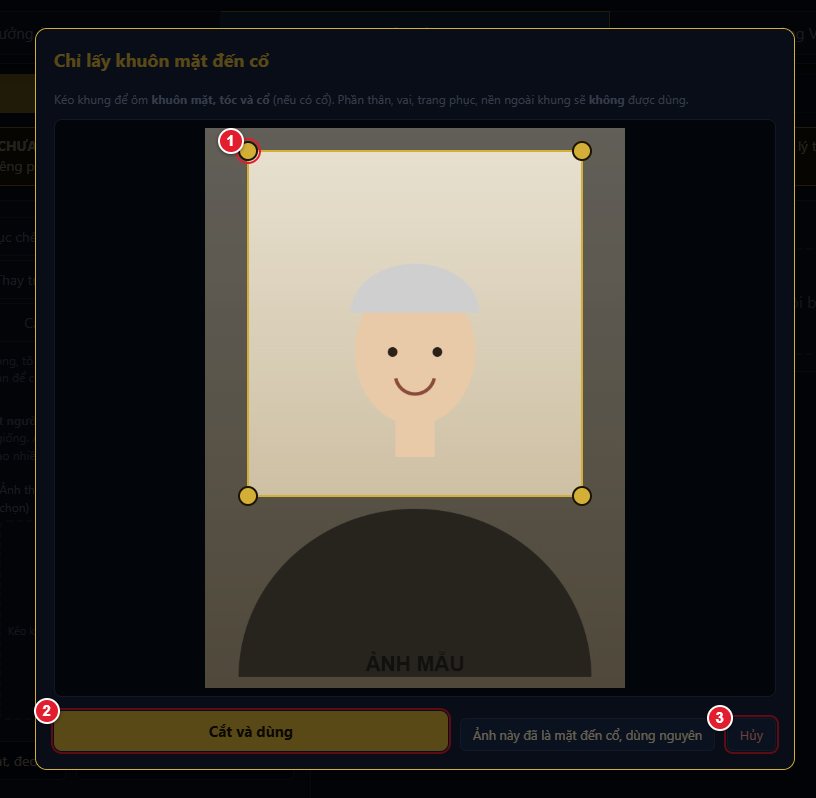 Chỉ lấy khuôn mặt đến cổ
Kéo khung để ôm khuôn mặt, tóc và cổ (nếu có cổ). Phần thân, vai, trang phục, nền ngoài khung sẽ không được dùng.
1
ẢNH MẪU
2
3
Cắt và dùng
Ảnh này đã là mặt đến cổ, dùng nguyên
Hủy